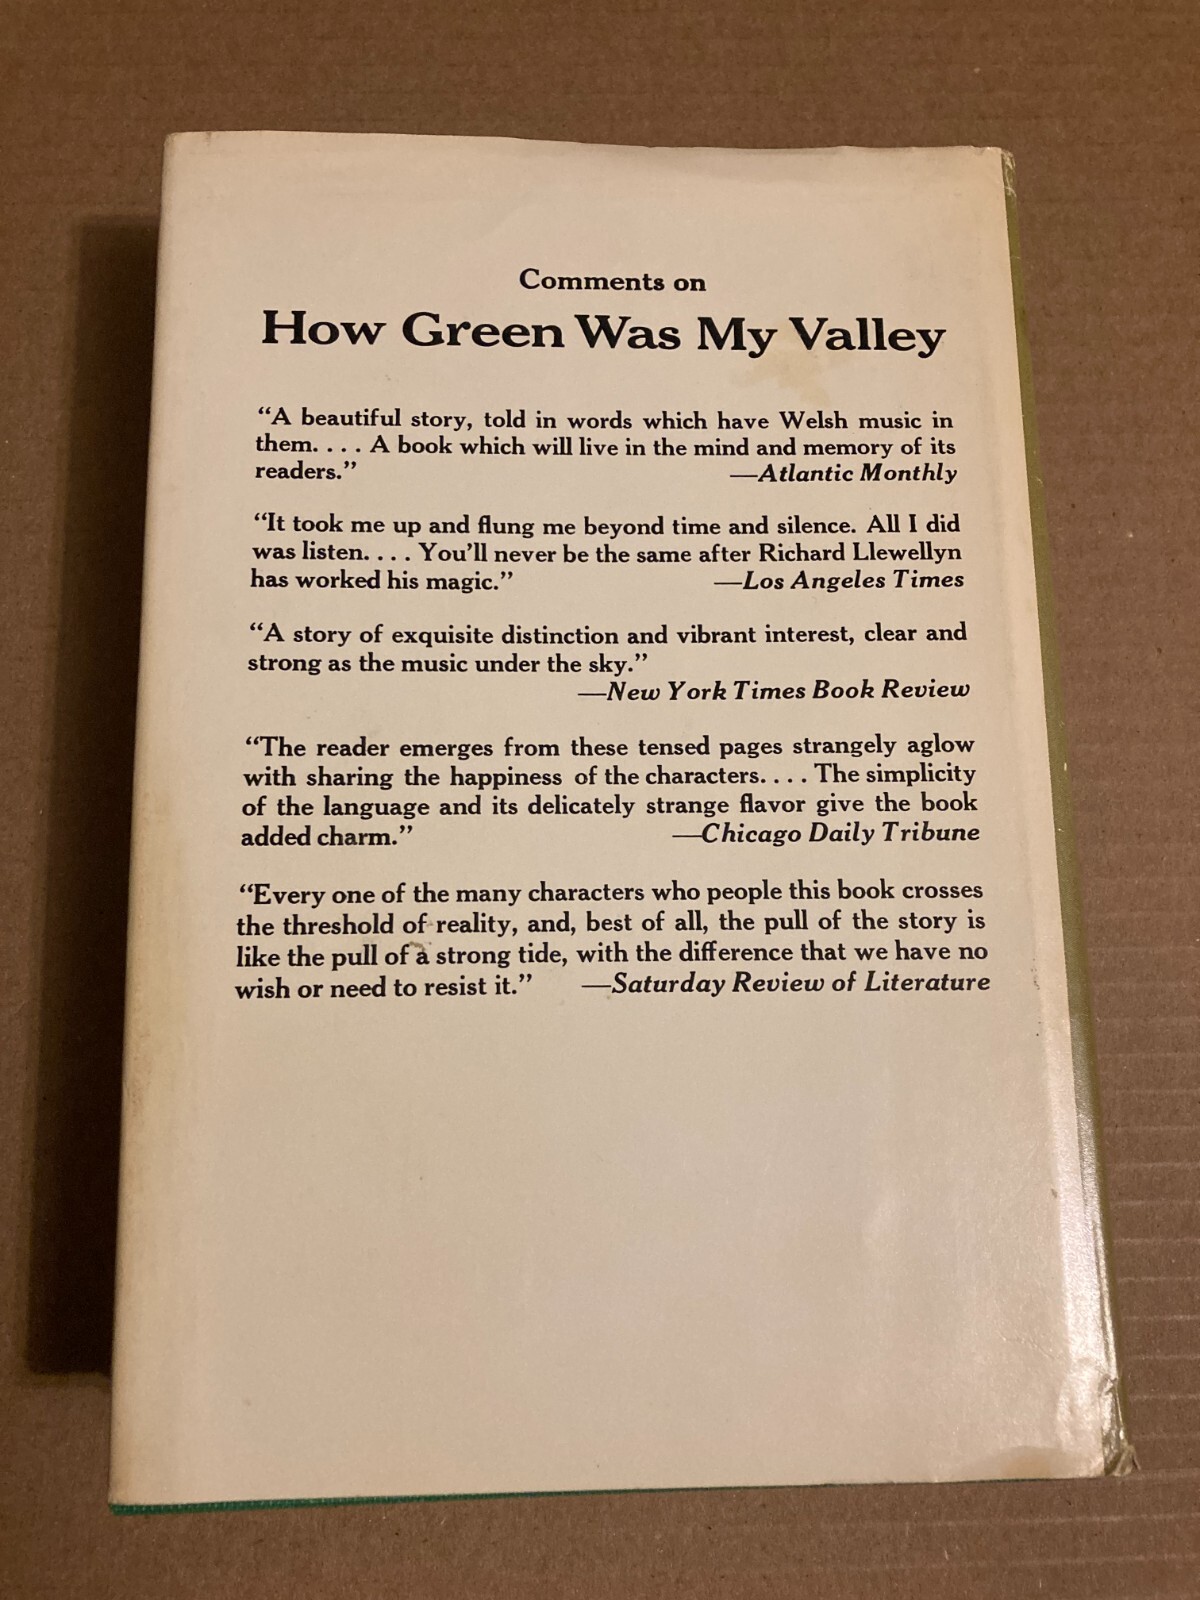 Comments on
How Green Was My Valley
“A beautiful story, told in words which have Welsh music in
them. . . . A book which will live in the mind and memory of its
readers.” —Atlantic Monthly
“It took me up and flung me beyond time and silence. All I did
was listen. . . . You’ll never be the same after Richard Llewellyn
has worked his magic.” —Los Angeles Times
“A story of exquisite distinction and vibrant interest, clear and
strong as the music under the sky.”
—New York Times Book Review
“The reader emerges from these tensed pages strangely aglow
with sharing the happiness of the characters. . . . The simplicity
of the language and its delicately strange flavor give the book
added charm.” —Chicago Daily Tribune
“Every one of the many characters who people this book crosses
the threshold of reality, and, best of all, the pull of the story is
like the pull of a strong tide, with the difference that we have no
wish or need to resist it.” —Saturday Review of Literature